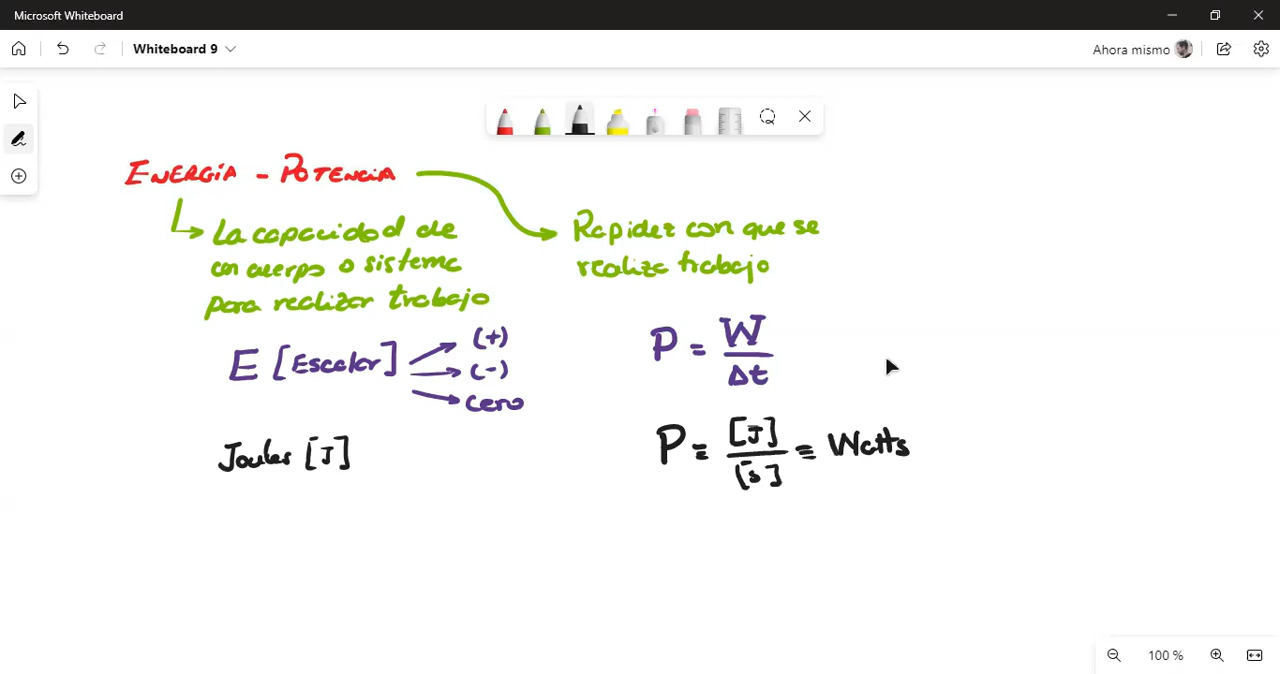 Microsoft Whiteboard
Whiteboard 9
Ahora mismo
ENERGÍA - POTENCIA
La capacidad de
un cuerpo o sistema
para realizar trabajo
Rapidez con que se
realiza trabajo
E [Escalar]
(+)
(-)
Cero
P = W / Δt
Joules [J]
P = [J] / [s] = Watts
100 %